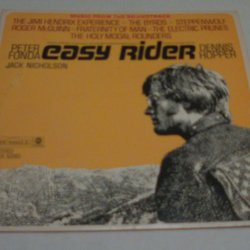 MUSIC FROM THE SOUNDTRACK
THE JIMI HENDRIX EXPERIENCE · THE BYRDS · STEPPENWOLF
ROGER McGUINN · FRATERNITY OF MAN · THE ELECTRIC PRUNES
THE HOLY MODAL ROUNDERS
PETER FONDA
easy rider
DENNIS HOPPER
JACK NICHOLSON